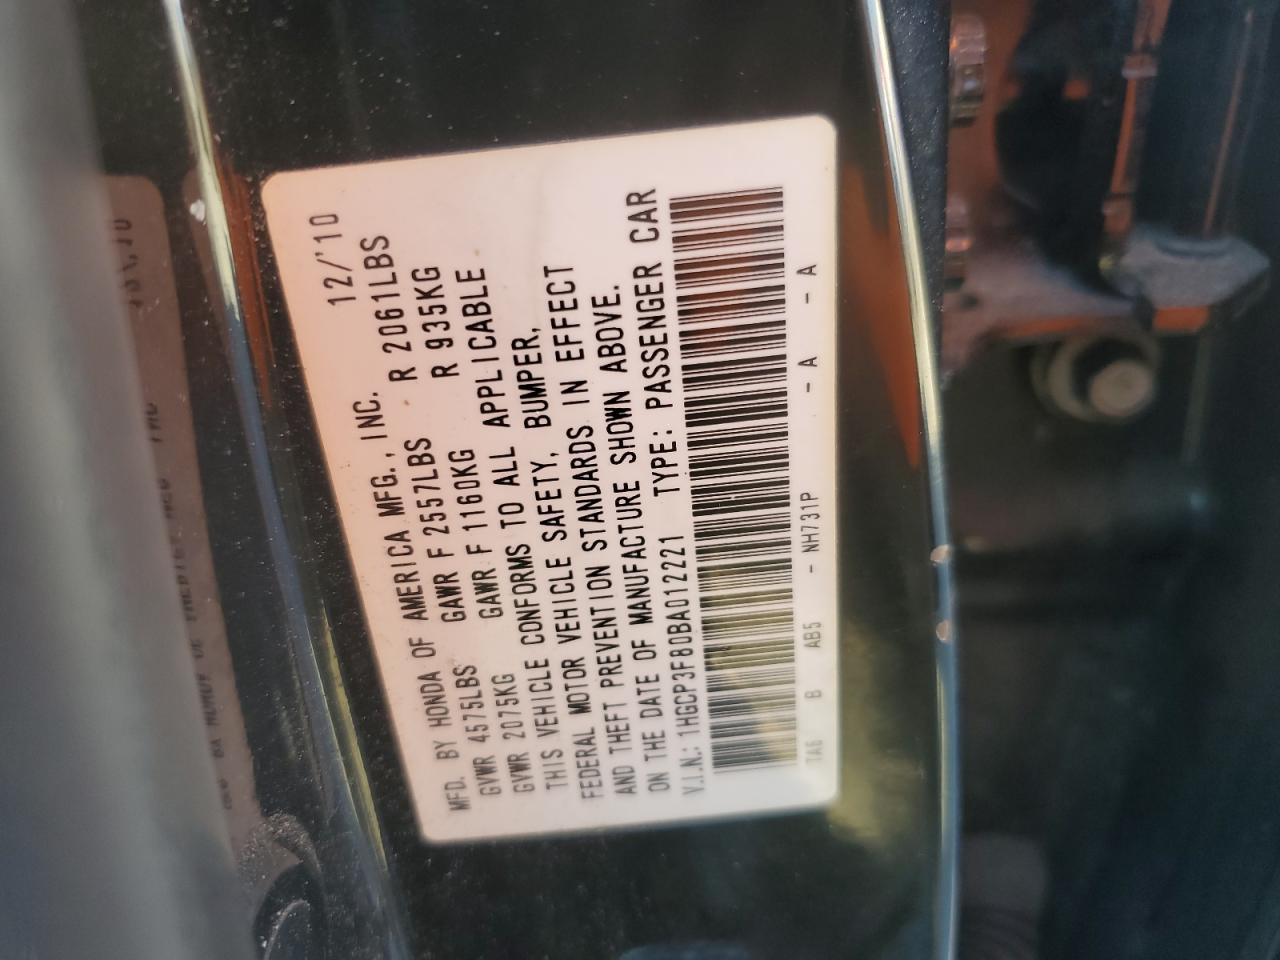 12/'10
MFD. BY HONDA OF AMERICA MFG., INC.
GVWR 4575LBS GAWR F 2557LBS R 2061LBS
GVWR 2075KG GAWR F 1160KG R 935KG
THIS VEHICLE CONFORMS TO ALL APPLICABLE
FEDERAL MOTOR VEHICLE SAFETY, BUMPER,
AND THEFT PREVENTION STANDARDS IN EFFECT
ON THE DATE OF MANUFACTURE SHOWN ABOVE.
V.I.N.: 1HGCP3F80BA012221 TYPE: PASSENGER CAR
TA6 B AB5 - NH731P - A - A